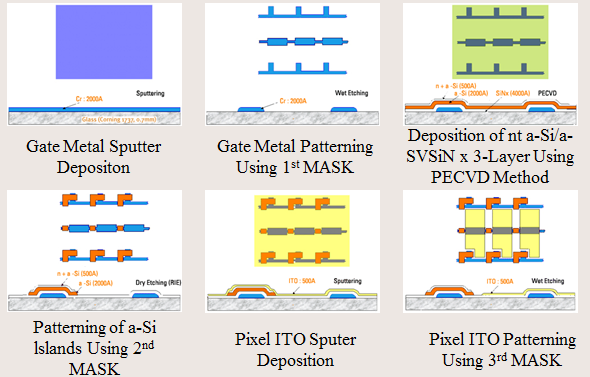 Sputtering
Cr : 2000A
Glass (Corning 1737, 0.7mm)
Gate Metal Sputter
Depositon
Wet Etching
Cr : 2000A
Gate Metal Patterning
Using 1st MASK
n + a -Si (500A)
a -Si (2000A) SiNx (4000A) PECVD
Deposition of nt a-Si/a-
SVSiN x 3-Layer Using
PECVD Method
n + a -Si (500A)
a -Si (2000A) Dry Etching (RIE)
Patterning of a-Si
lslands Using 2nd
MASK
ITO : 500A Sputtering
Pixel ITO Sputer
Deposition
ITO : 500A Wet Etching
Pixel ITO Patterning
Using 3rd MASK